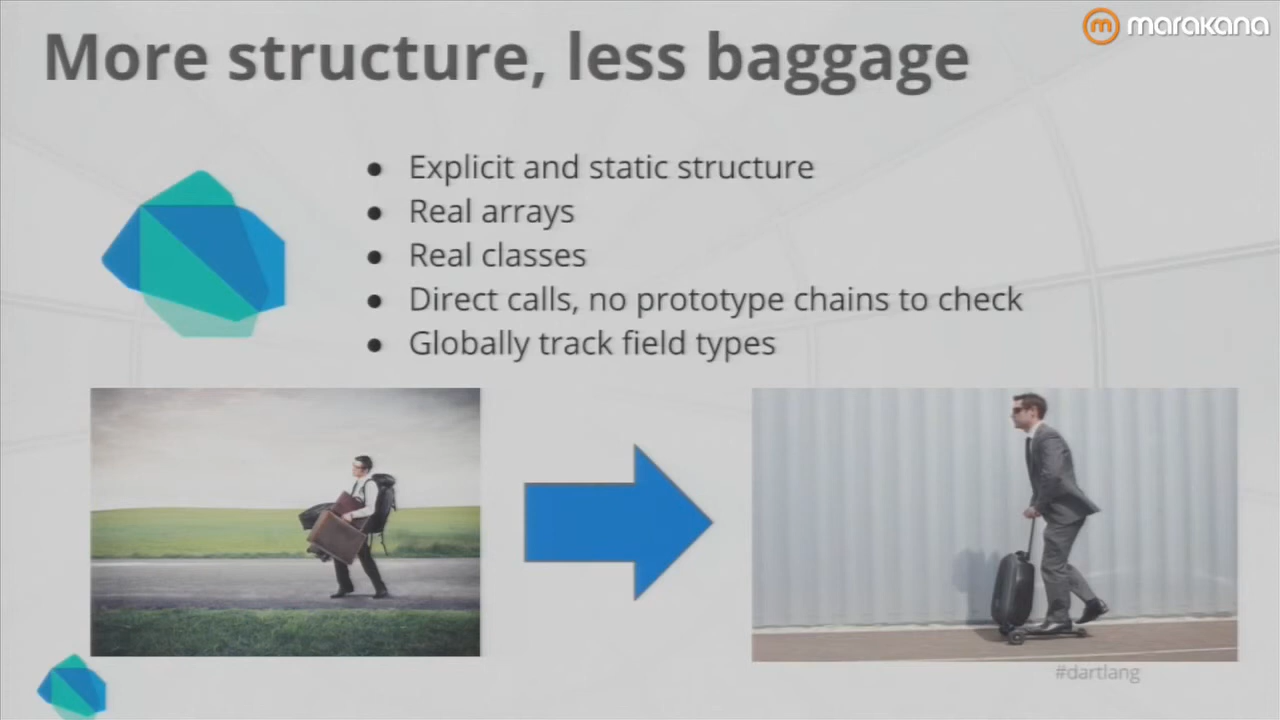 marakana
More structure, less baggage
● Explicit and static structure
● Real arrays
● Real classes
● Direct calls, no prototype chains to check
● Globally track field types
#dartlang